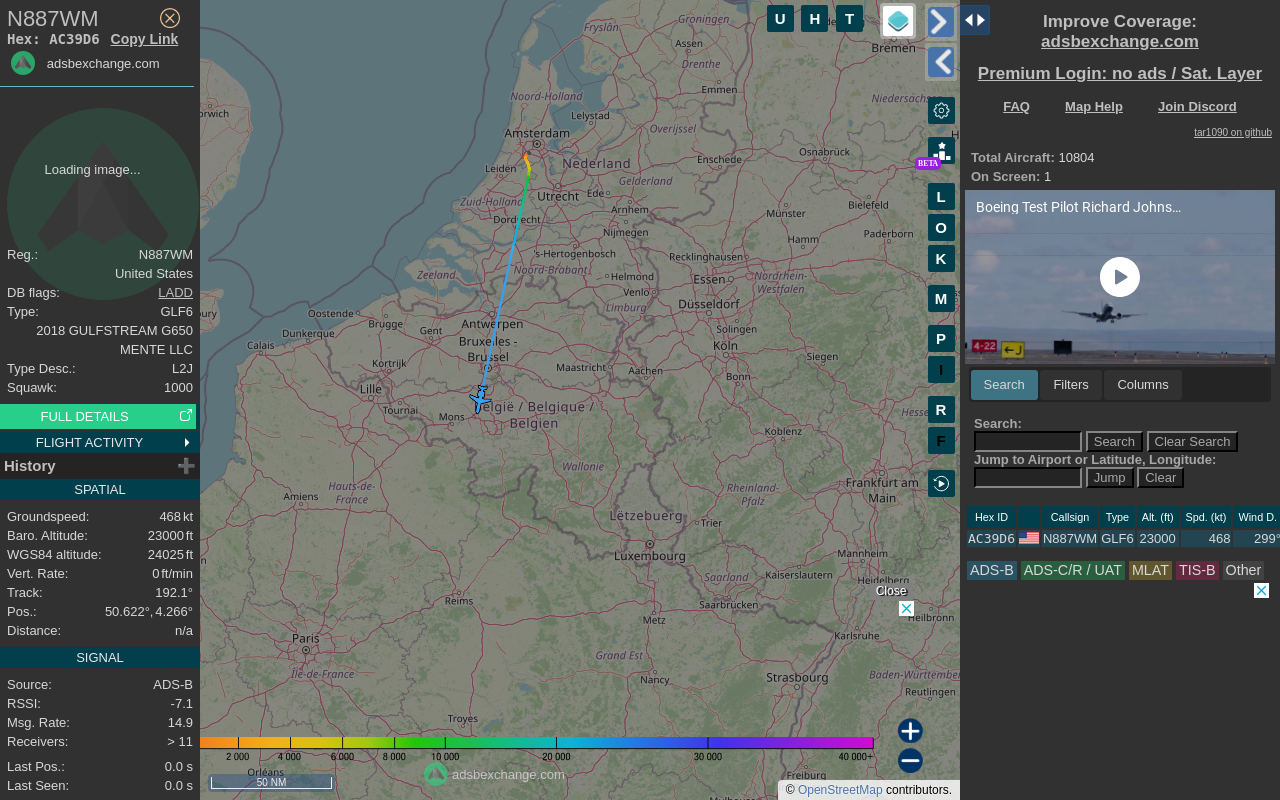 N887WM
Hex: AC39D6 Copy Link
adsbexchange.com
Loading image...
Reg.: N887WM
United States
DB flags: LADD
Type: GLF6
2018 GULFSTREAM G650
MENTE LLC
Type Desc.: L2J
Squawk: 1000
FULL DETAILS
FLIGHT ACTIVITY
History
SPATIAL
Groundspeed: 468 kt
Baro. Altitude: 23000 ft
WGS84 altitude: 24025 ft
Vert. Rate: 0 ft/min
Track: 192.1°
Pos.: 50.622°, 4.266°
Distance: n/a
SIGNAL
Source: ADS-B
RSSI: -7.1
Msg. Rate: 14.9
Receivers: > 11
Last Pos.: 0.0 s
Last Seen: 0.0 s
U H T
Fryslân
Groningen
Assen
Drenthe
Bremen
Emmen
Noord-Holland
Lelystad
Amsterdam
Overijssel
Leiden
Nederland
Enschede
Osnabrück
Gelderland
Utrecht
Ede
Zuid-Holland
Arnhem
Dordrecht
Nijmegen
Münster
Bielefeld
Paderborn
Hamm
's-Hertogenbosch
Recklinghausen
Zeeland
Noord-Brabant
Helmond
Essen
Nordrhein-
Westfalen
Venlo
Limburg
Düsseldorf
Oostende
Brugge
Gent
Antwerpen
Solingen
Dunkerque
Calais
Bruxelles -
Brussel
Köln
Kortrijk
Maastricht
Aachen
Siegen
Bonn
Lille
Tournai
Mons
België / Belgique /
Belgien
Koblenz
Wallonie
Amiens
Hauts-de-
France
Rheinland-
Pfalz
Frankfurt am
Main
Lëtzebuerg
Trier
Luxembourg
Mannheim
Saarland
Kaiserslautern
Heidelberg
Close
Reims
Saarbrücken
Heilbronn
Metz
Karlsruhe
Paris
Grand Est
Île-de-France
Nancy
Strasbourg
Baden-Württemberg
Reutlingen
Troyes
Orléans
Freiburg
Mulhouse
2 000 4 000 6 000 8 000 10 000 20 000 30 000 40 000+
50 NM
adsbexchange.com
© OpenStreetMap contributors.
BETA
L
O
K
M
P
I
R
F
Improve Coverage:
adsbexchange.com
Premium Login: no ads / Sat. Layer
FAQ Map Help Join Discord
tar1090 on github
Total Aircraft: 10804
On Screen: 1
Boeing Test Pilot Richard Johns...
4-22
J
Search Filters Columns
Search:
Search Clear Search
Jump to Airport or Latitude, Longitude:
Jump Clear
Hex ID Callsign Type Alt. (ft) Spd. (kt) Wind D.
AC39D6 N887WM GLF6 23000 468 299°
ADS-B ADS-C/R / UAT MLAT TIS-B Other